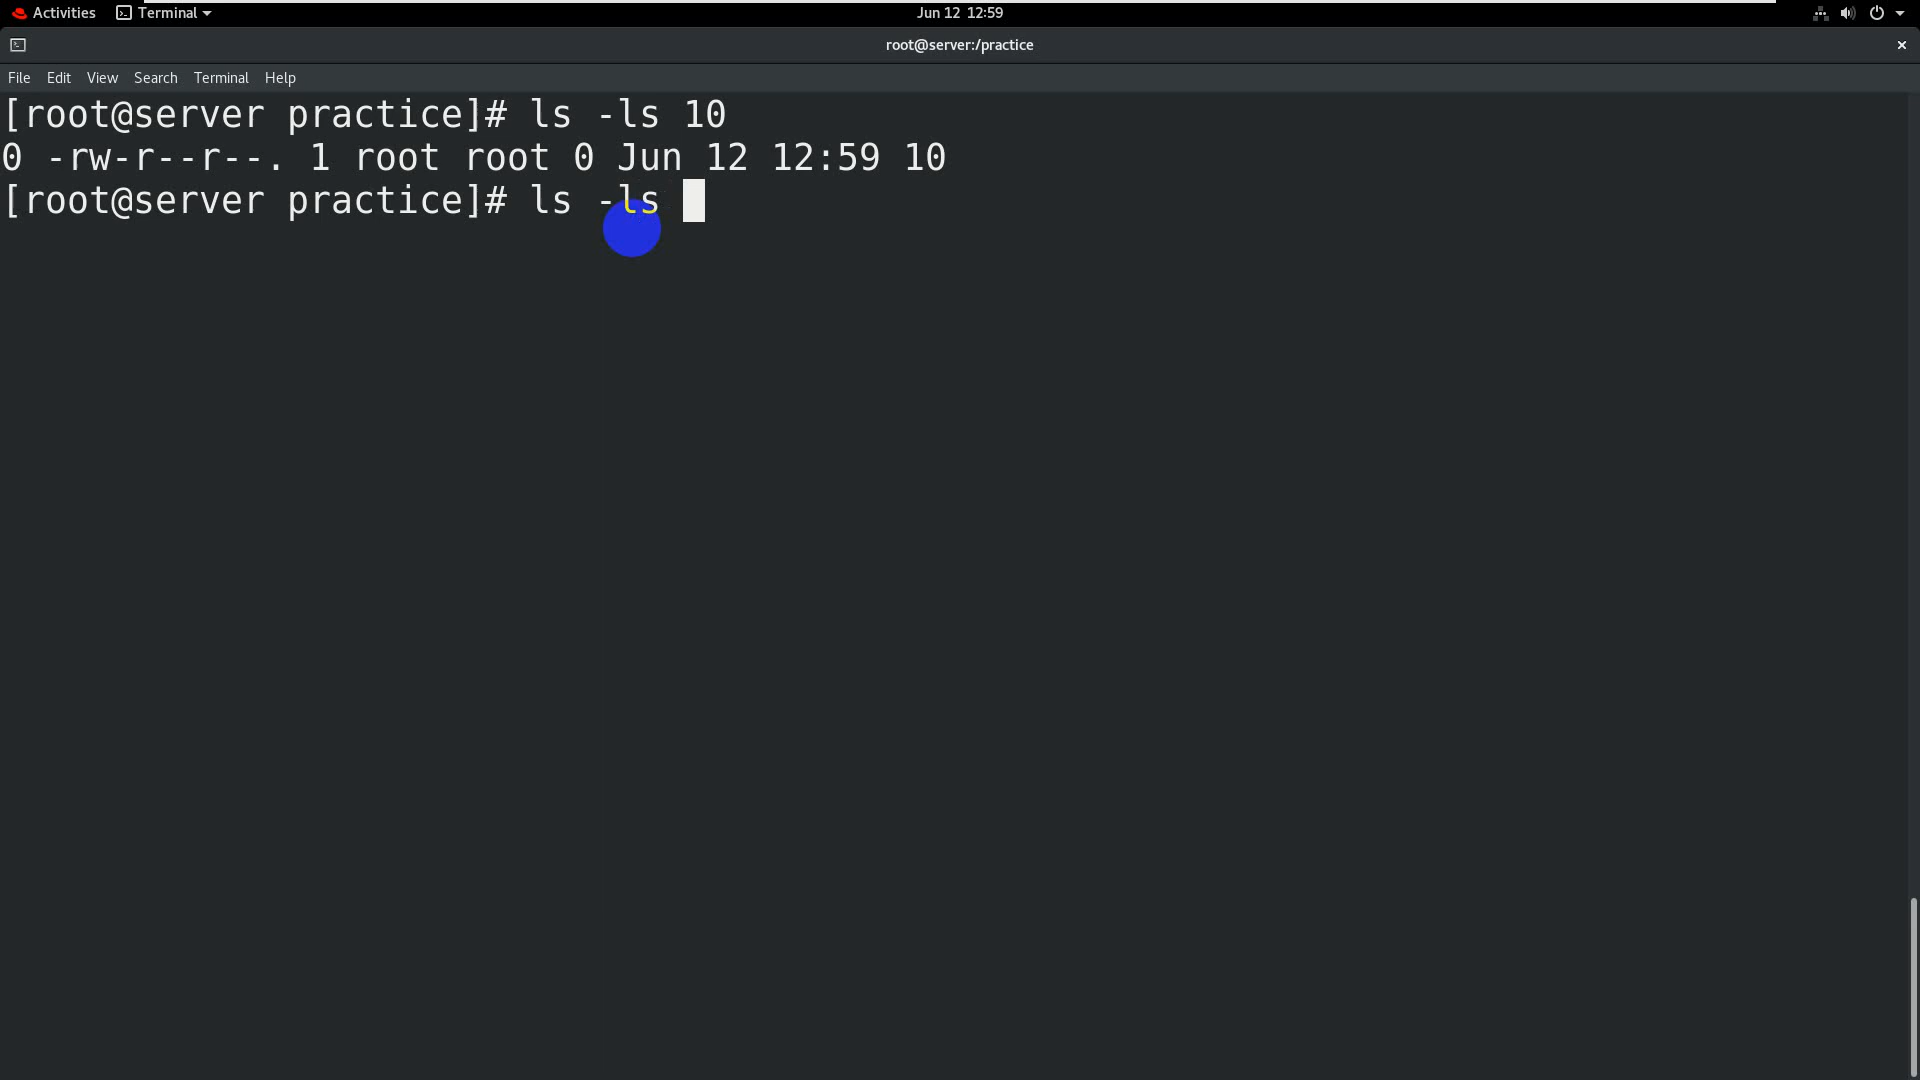 Activities Terminal Jun 12 12:59
root@server:/practice
File Edit View Search Terminal Help
[root@server practice]# ls -ls 10
0 -rw-r--r--. 1 root root 0 Jun 12 12:59 10
[root@server practice]# ls -ls